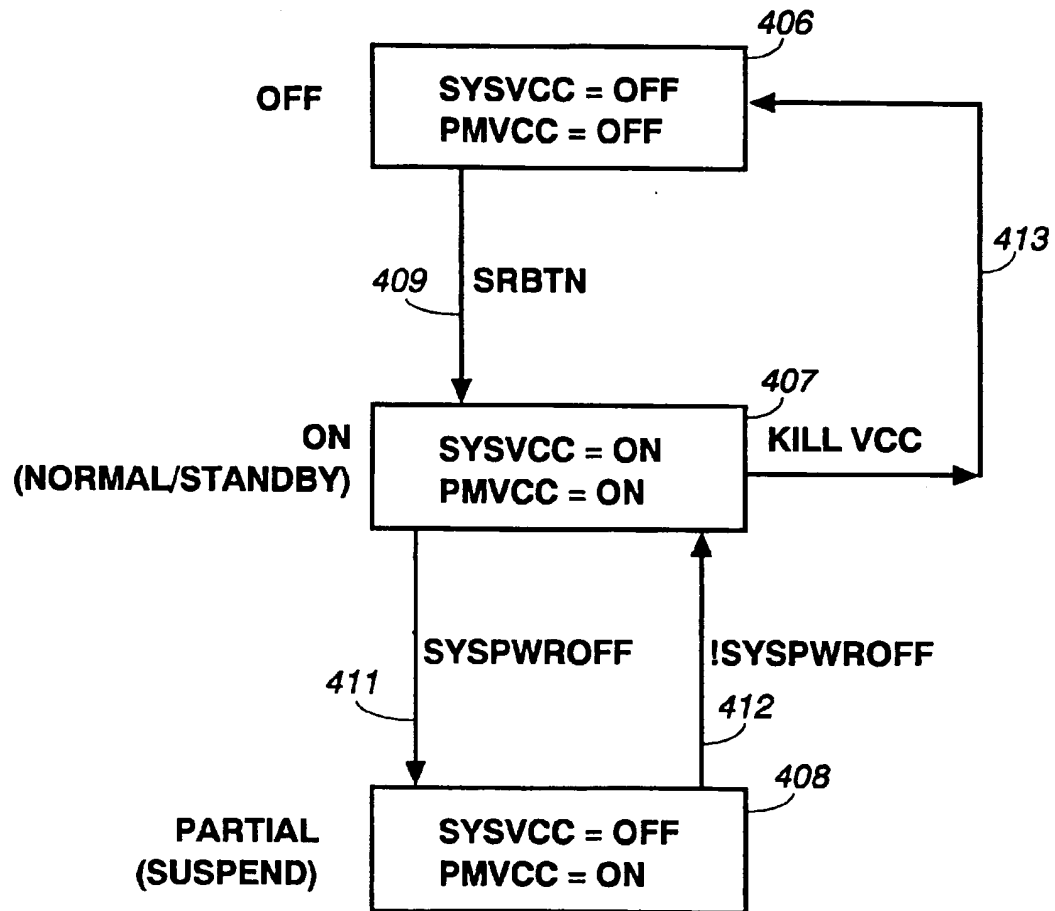 406
OFF
SYSVCC = OFF
PMVCC = OFF
413
409
SRBTN
407
ON
(NORMAL/STANDBY)
SYSVCC = ON
PMVCC = ON
KILL VCC
SYSPWROFF
!SYSPWROFF
411
412
408
PARTIAL
(SUSPEND)
SYSVCC = OFF
PMVCC = ON